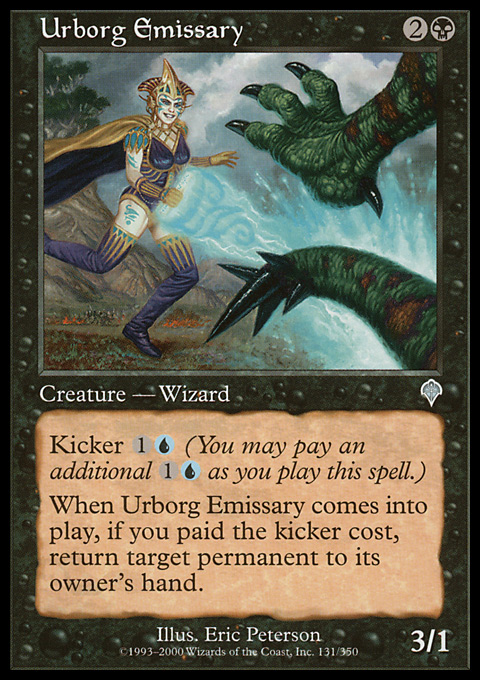 Urborg Emissary 2
Creature — Wizard
Kicker 1 (You may pay an
additional 1 as you play this spell.)
When Urborg Emissary comes into
play, if you paid the kicker cost,
return target permanent to its
owner's hand.
Illus. Eric Peterson
©1993–2000 Wizards of the Coast, Inc. 131/350
3/1